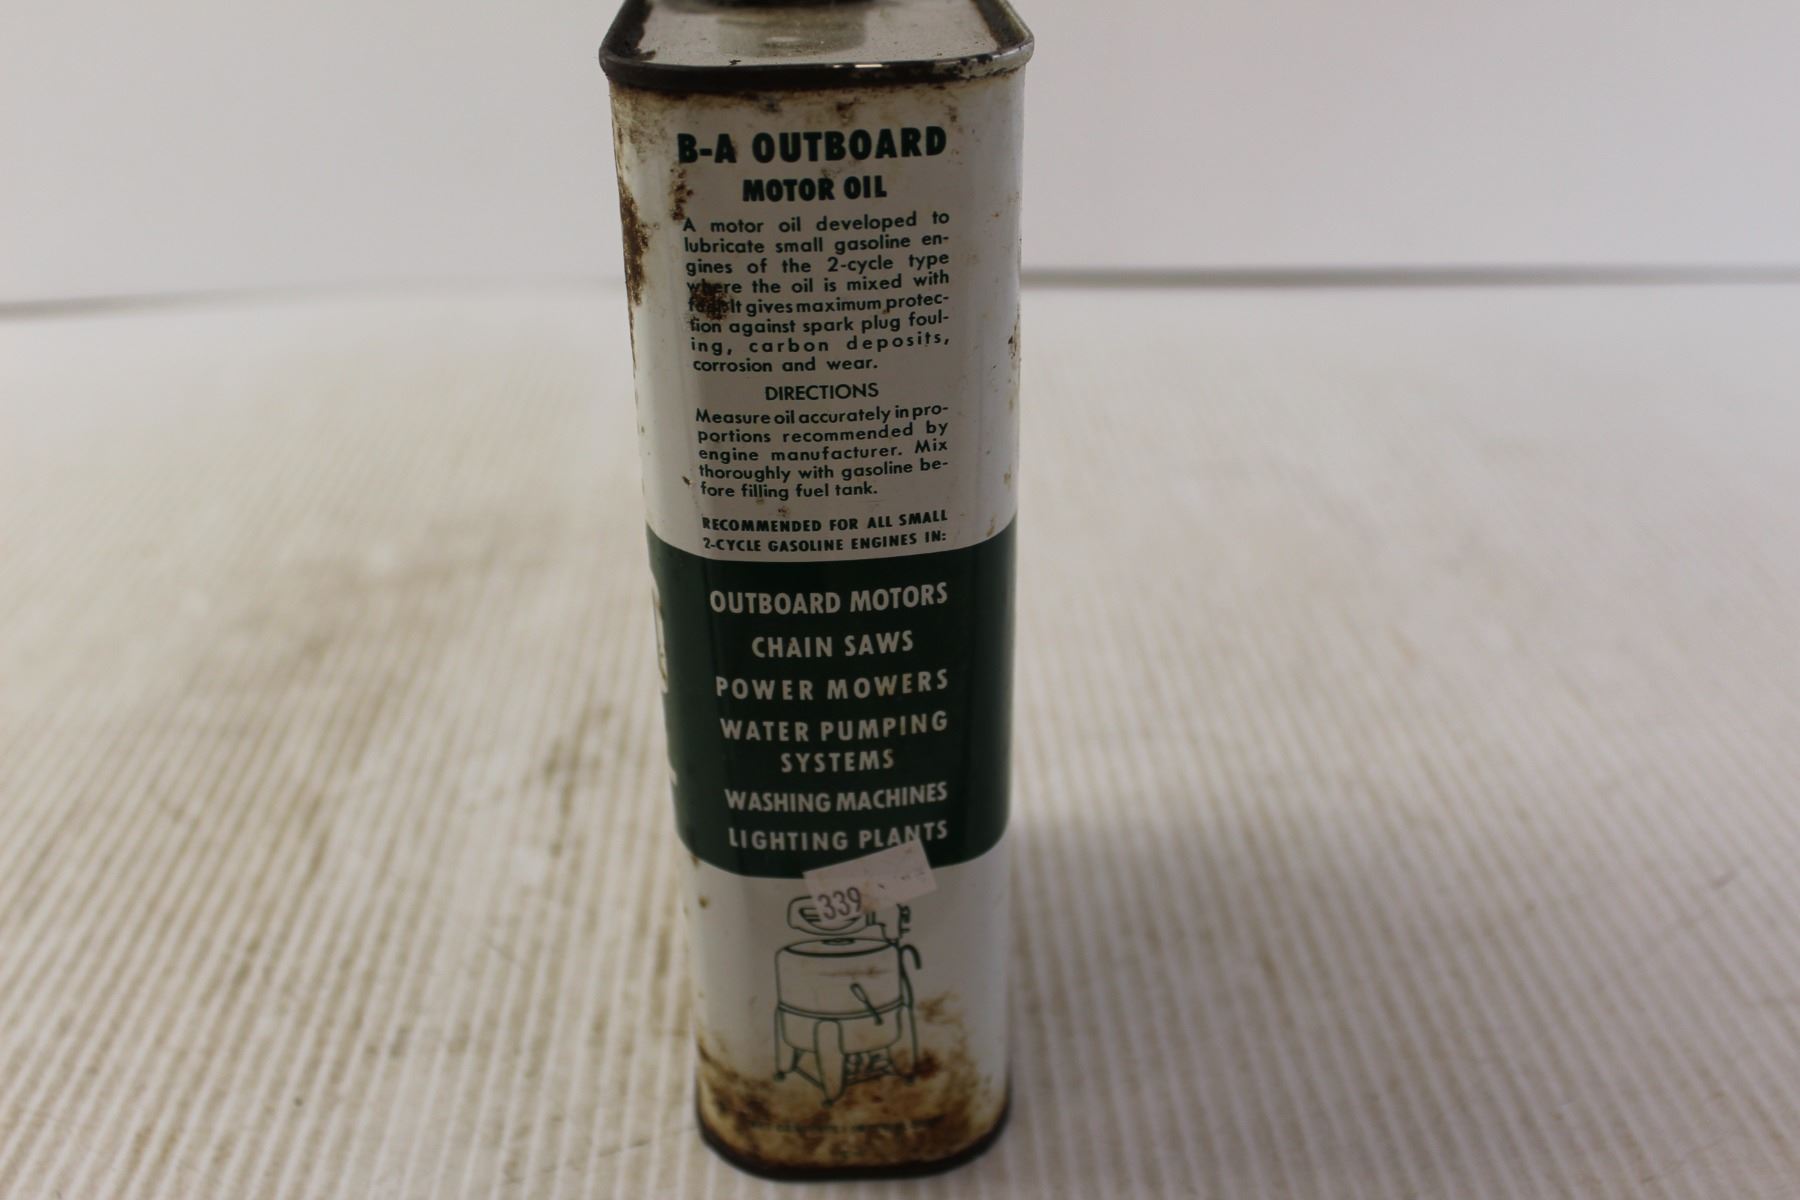 B-A OUTBOARD
MOTOR OIL
A motor oil developed to
lubricate small gasoline en-
gines of the 2-cycle type
where the oil is mixed with
fuel. It gives maximum protec-
tion against spark plug foul-
ing, carbon deposits,
corrosion and wear.
DIRECTIONS
Measure oil accurately in pro-
portions recommended by
engine manufacturer. Mix
thoroughly with gasoline be-
fore filling fuel tank.
RECOMMENDED FOR ALL SMALL
2-CYCLE GASOLINE ENGINES IN:
OUTBOARD MOTORS
CHAIN SAWS
POWER MOWERS
WATER PUMPING
SYSTEMS
WASHING MACHINES
LIGHTING PLANTS
339